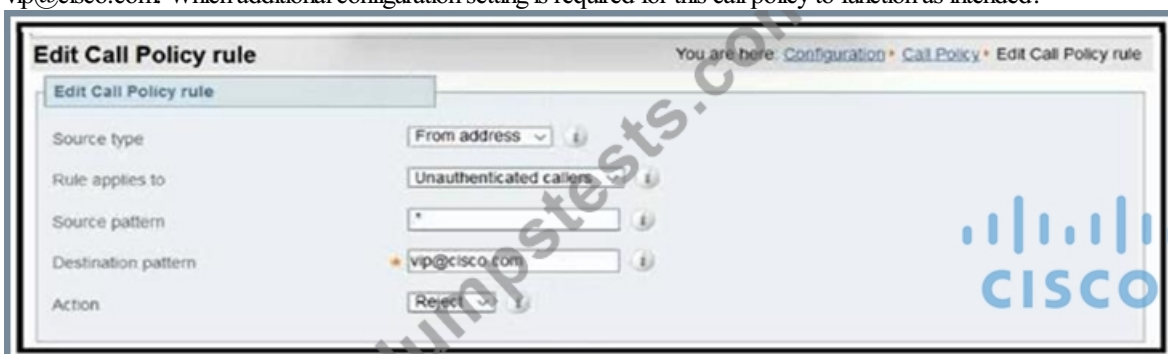 vip@cisco.com. Which additional configuration setting is required for this call policy to function as intended?
Edit Call Policy rule
You are here: Configuration Call Policy Edit Call Policy rule
Edit Call Policy rule
Source type
From address
Rule applies to
Unauthenticated callers
Source pattern
*
Destination pattern
vip@cisco.com
Action
Reject
CISCO
dumpstests.com